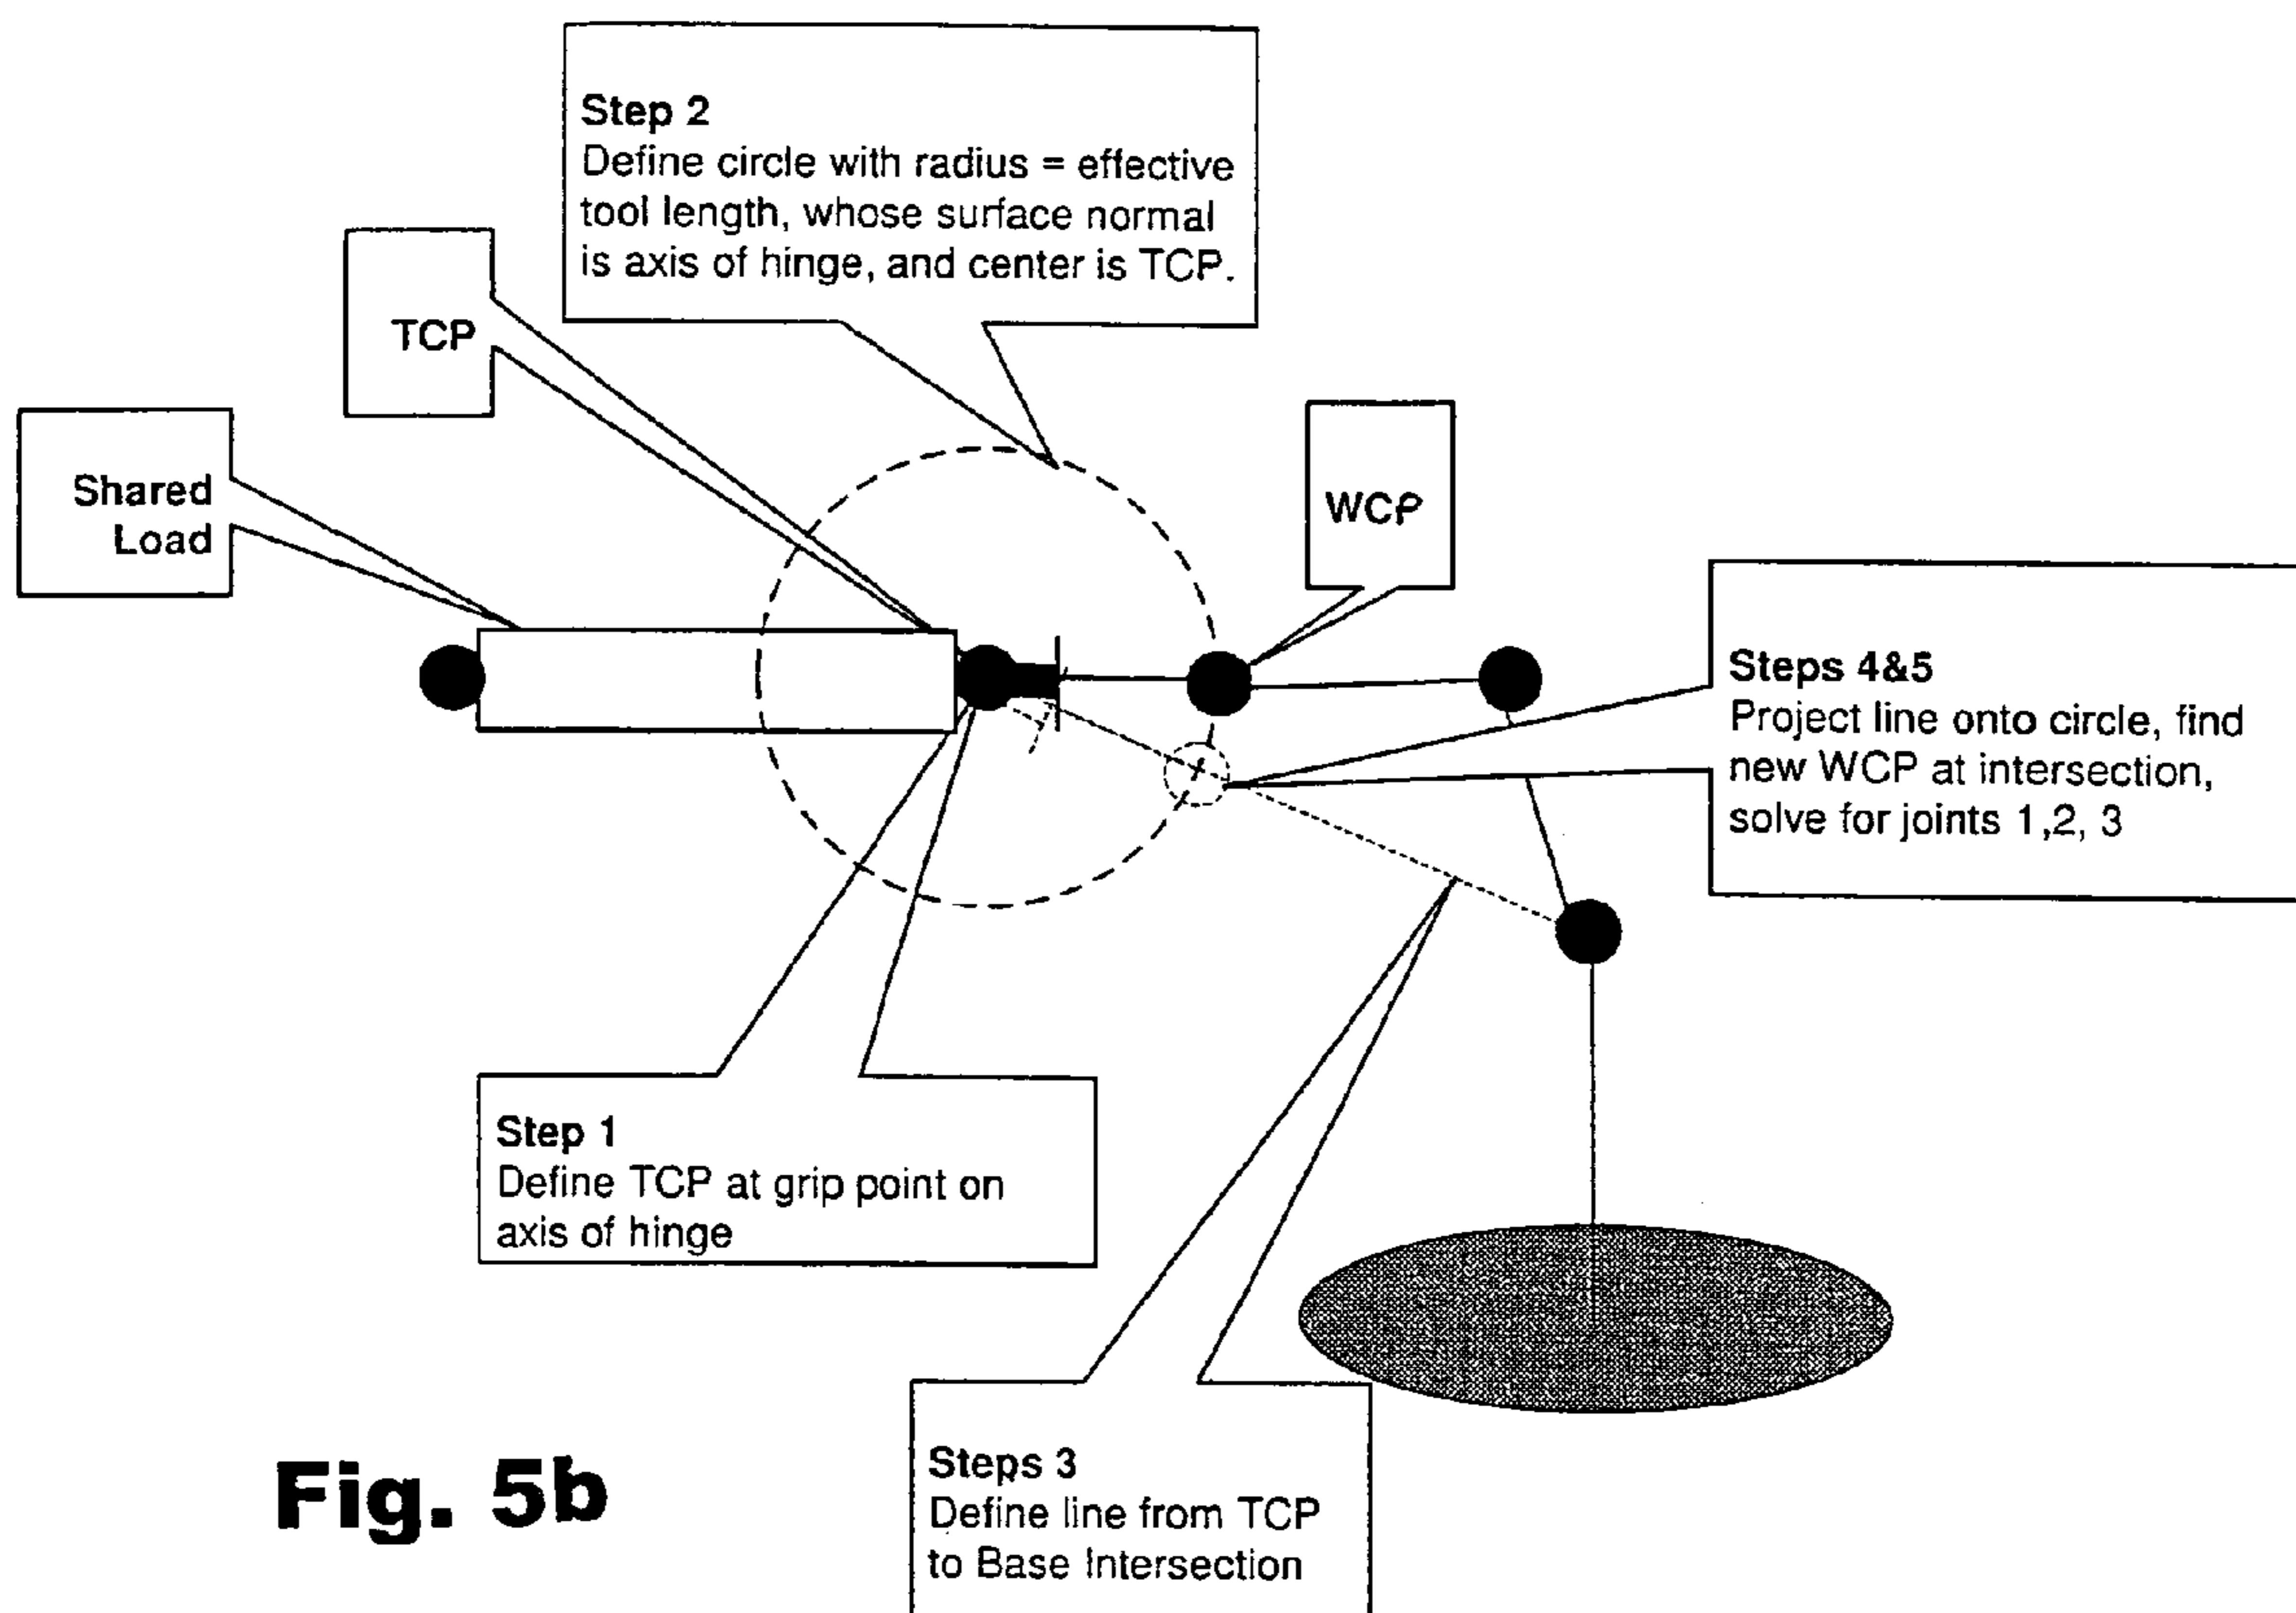 Step 2
Define circle with radius = effective
tool length, whose surface normal
is axis of hinge, and center is TCP.
TCP
Shared
Load
WCP
Steps 4&5
Project line onto circle, find
new WCP at intersection,
solve for joints 1,2, 3
Step 1
Define TCP at grip point on
axis of hinge
Steps 3
Define line from TCP
to Base Intersection
Fig. 5b